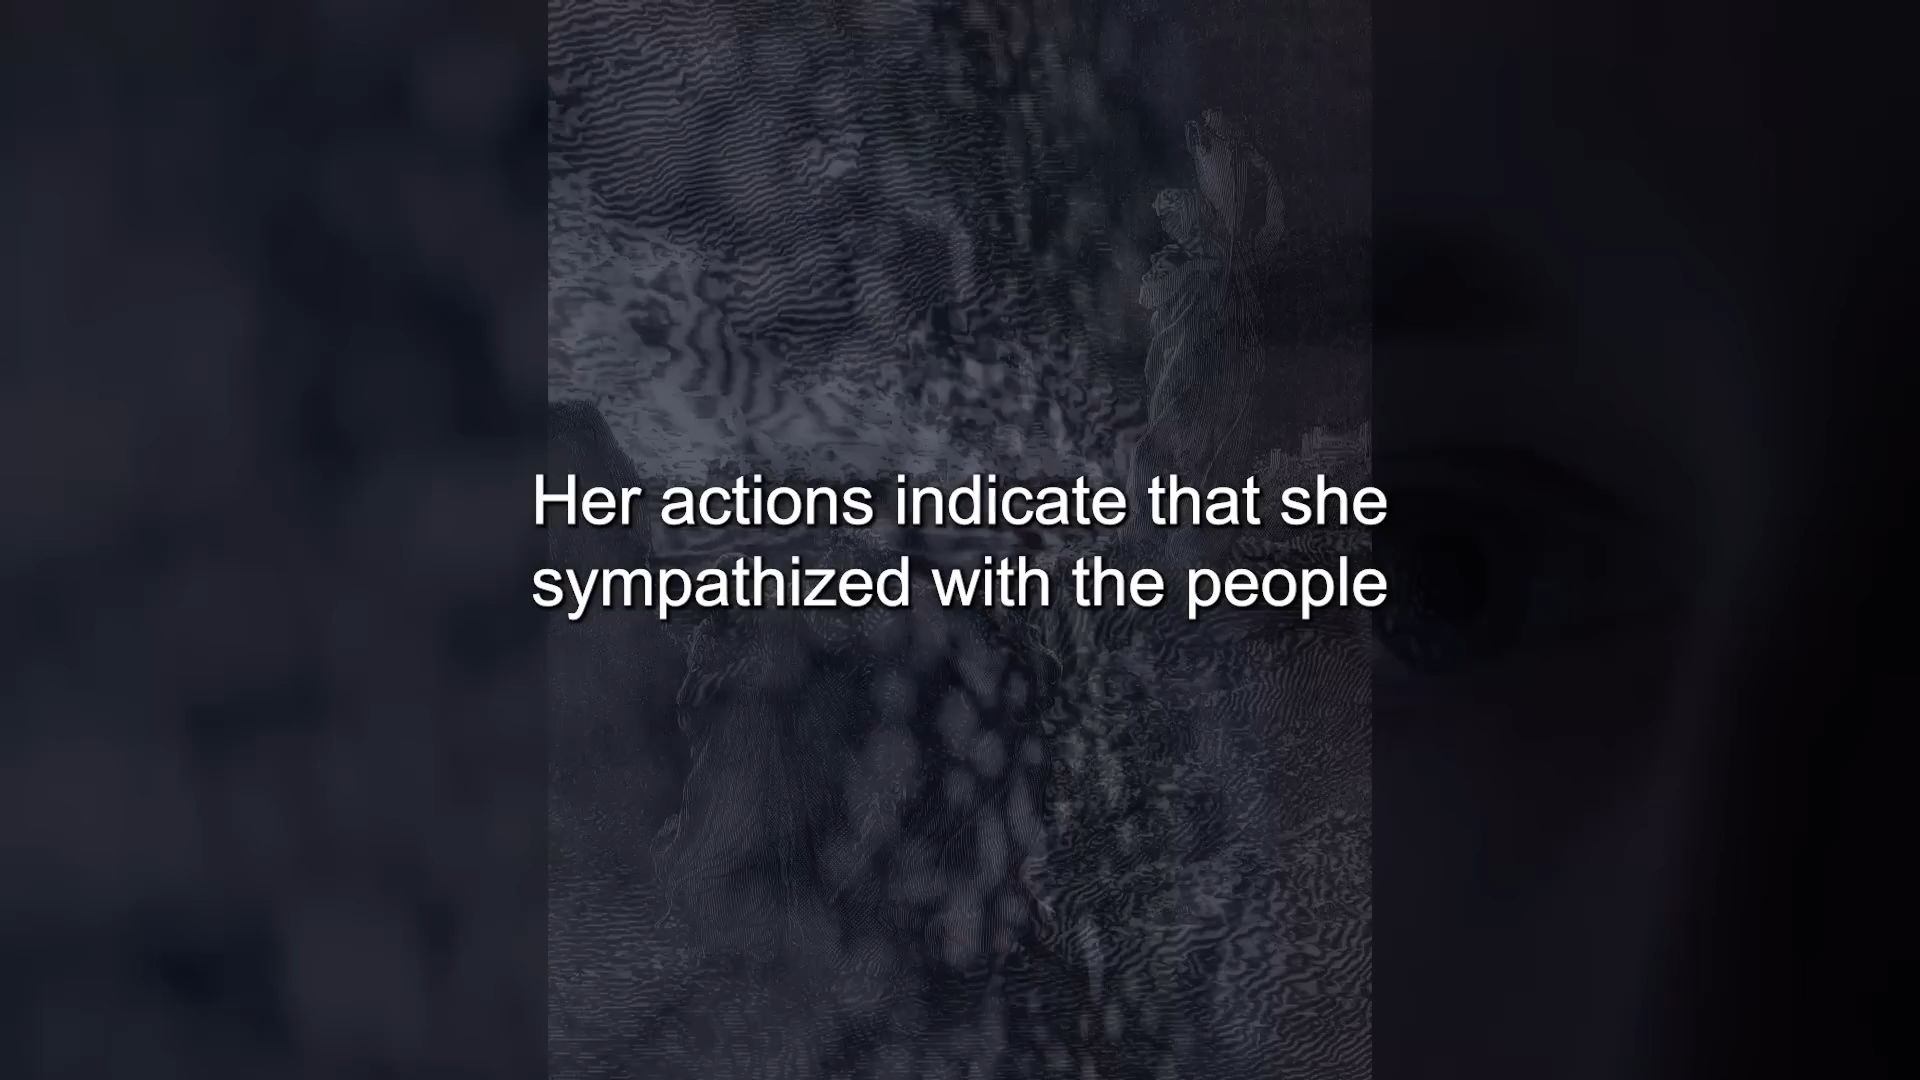 Her actions indicate that she
sympathized with the people